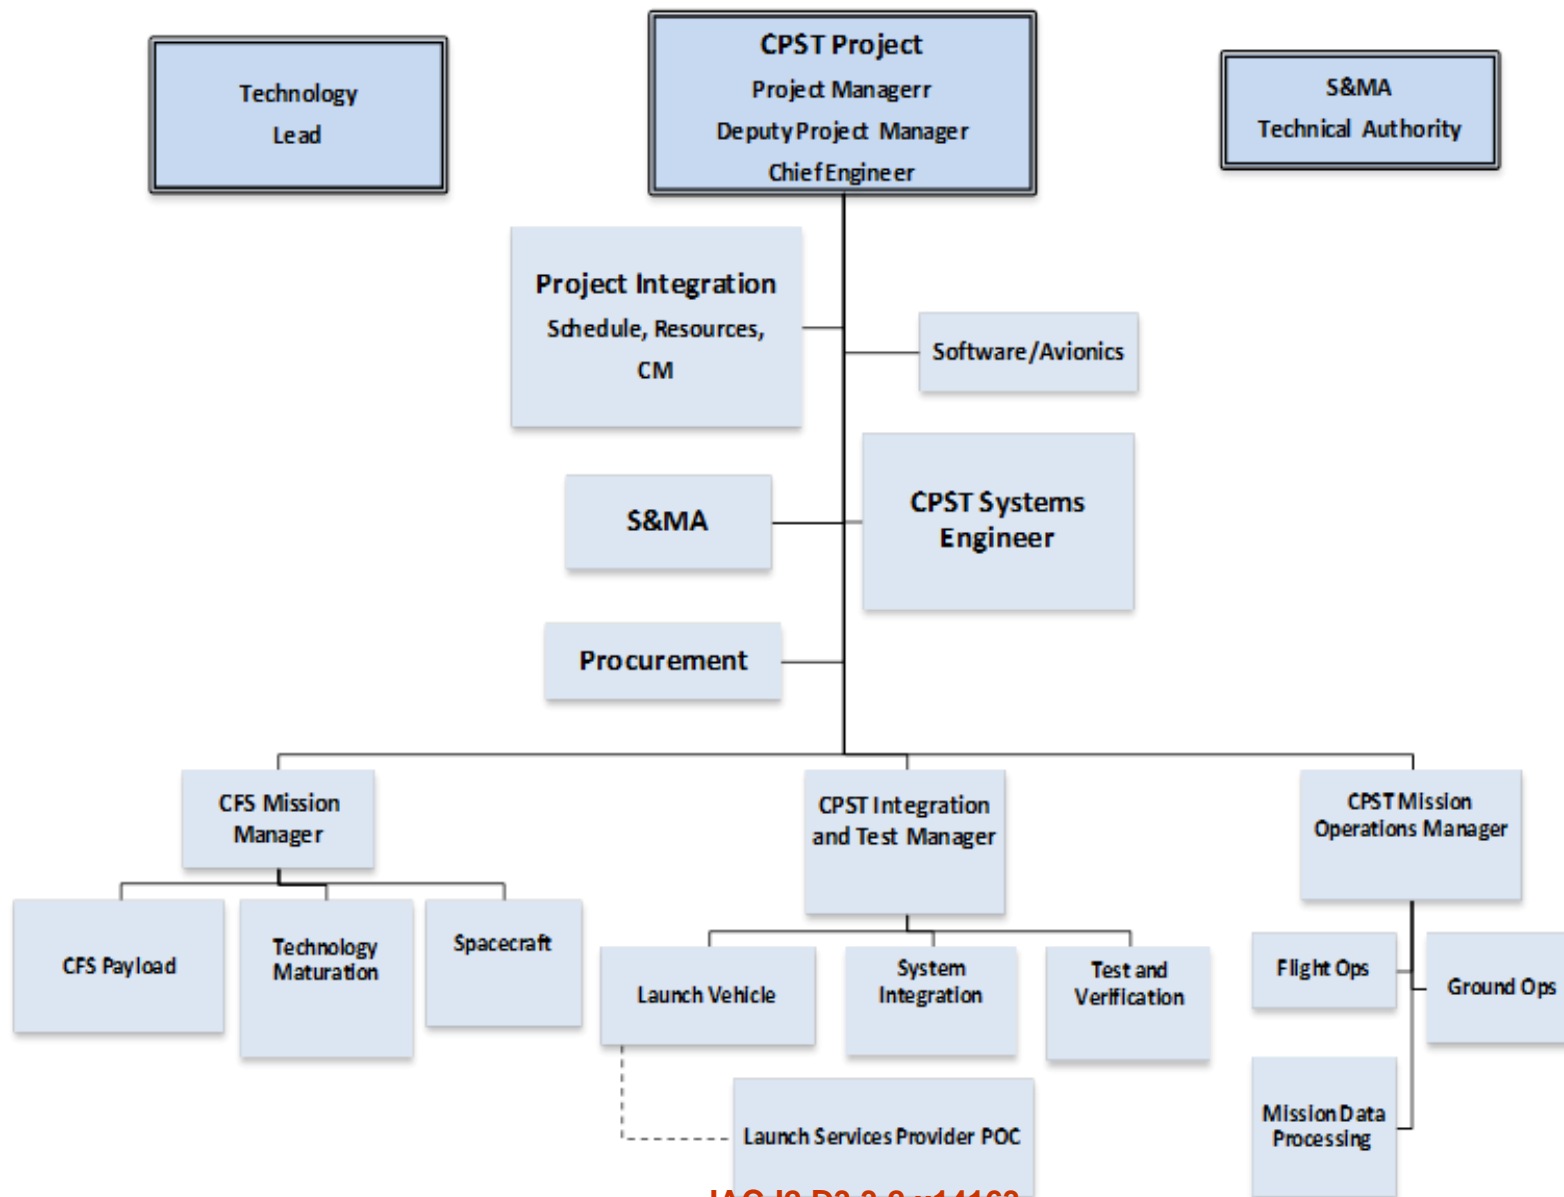 Technology
Lead
CPST Project
Project Managerr
Deputy Project Manager
Chief Engineer
S&MA
Technical Authority
Project Integration
Schedule, Resources,
CM
Software/Avionics
S&MA
CPST Systems
Engineer
Procurement
CFS Mission
Manager
CPST Integration
and Test Manager
CPST Mission
Operations Manager
CFS Payload
Technology
Maturation
Spacecraft
Launch Vehicle
System
Integration
Test and
Verification
Flight Ops
Ground Ops
Launch Services Provider POC
Mission Data
Processing